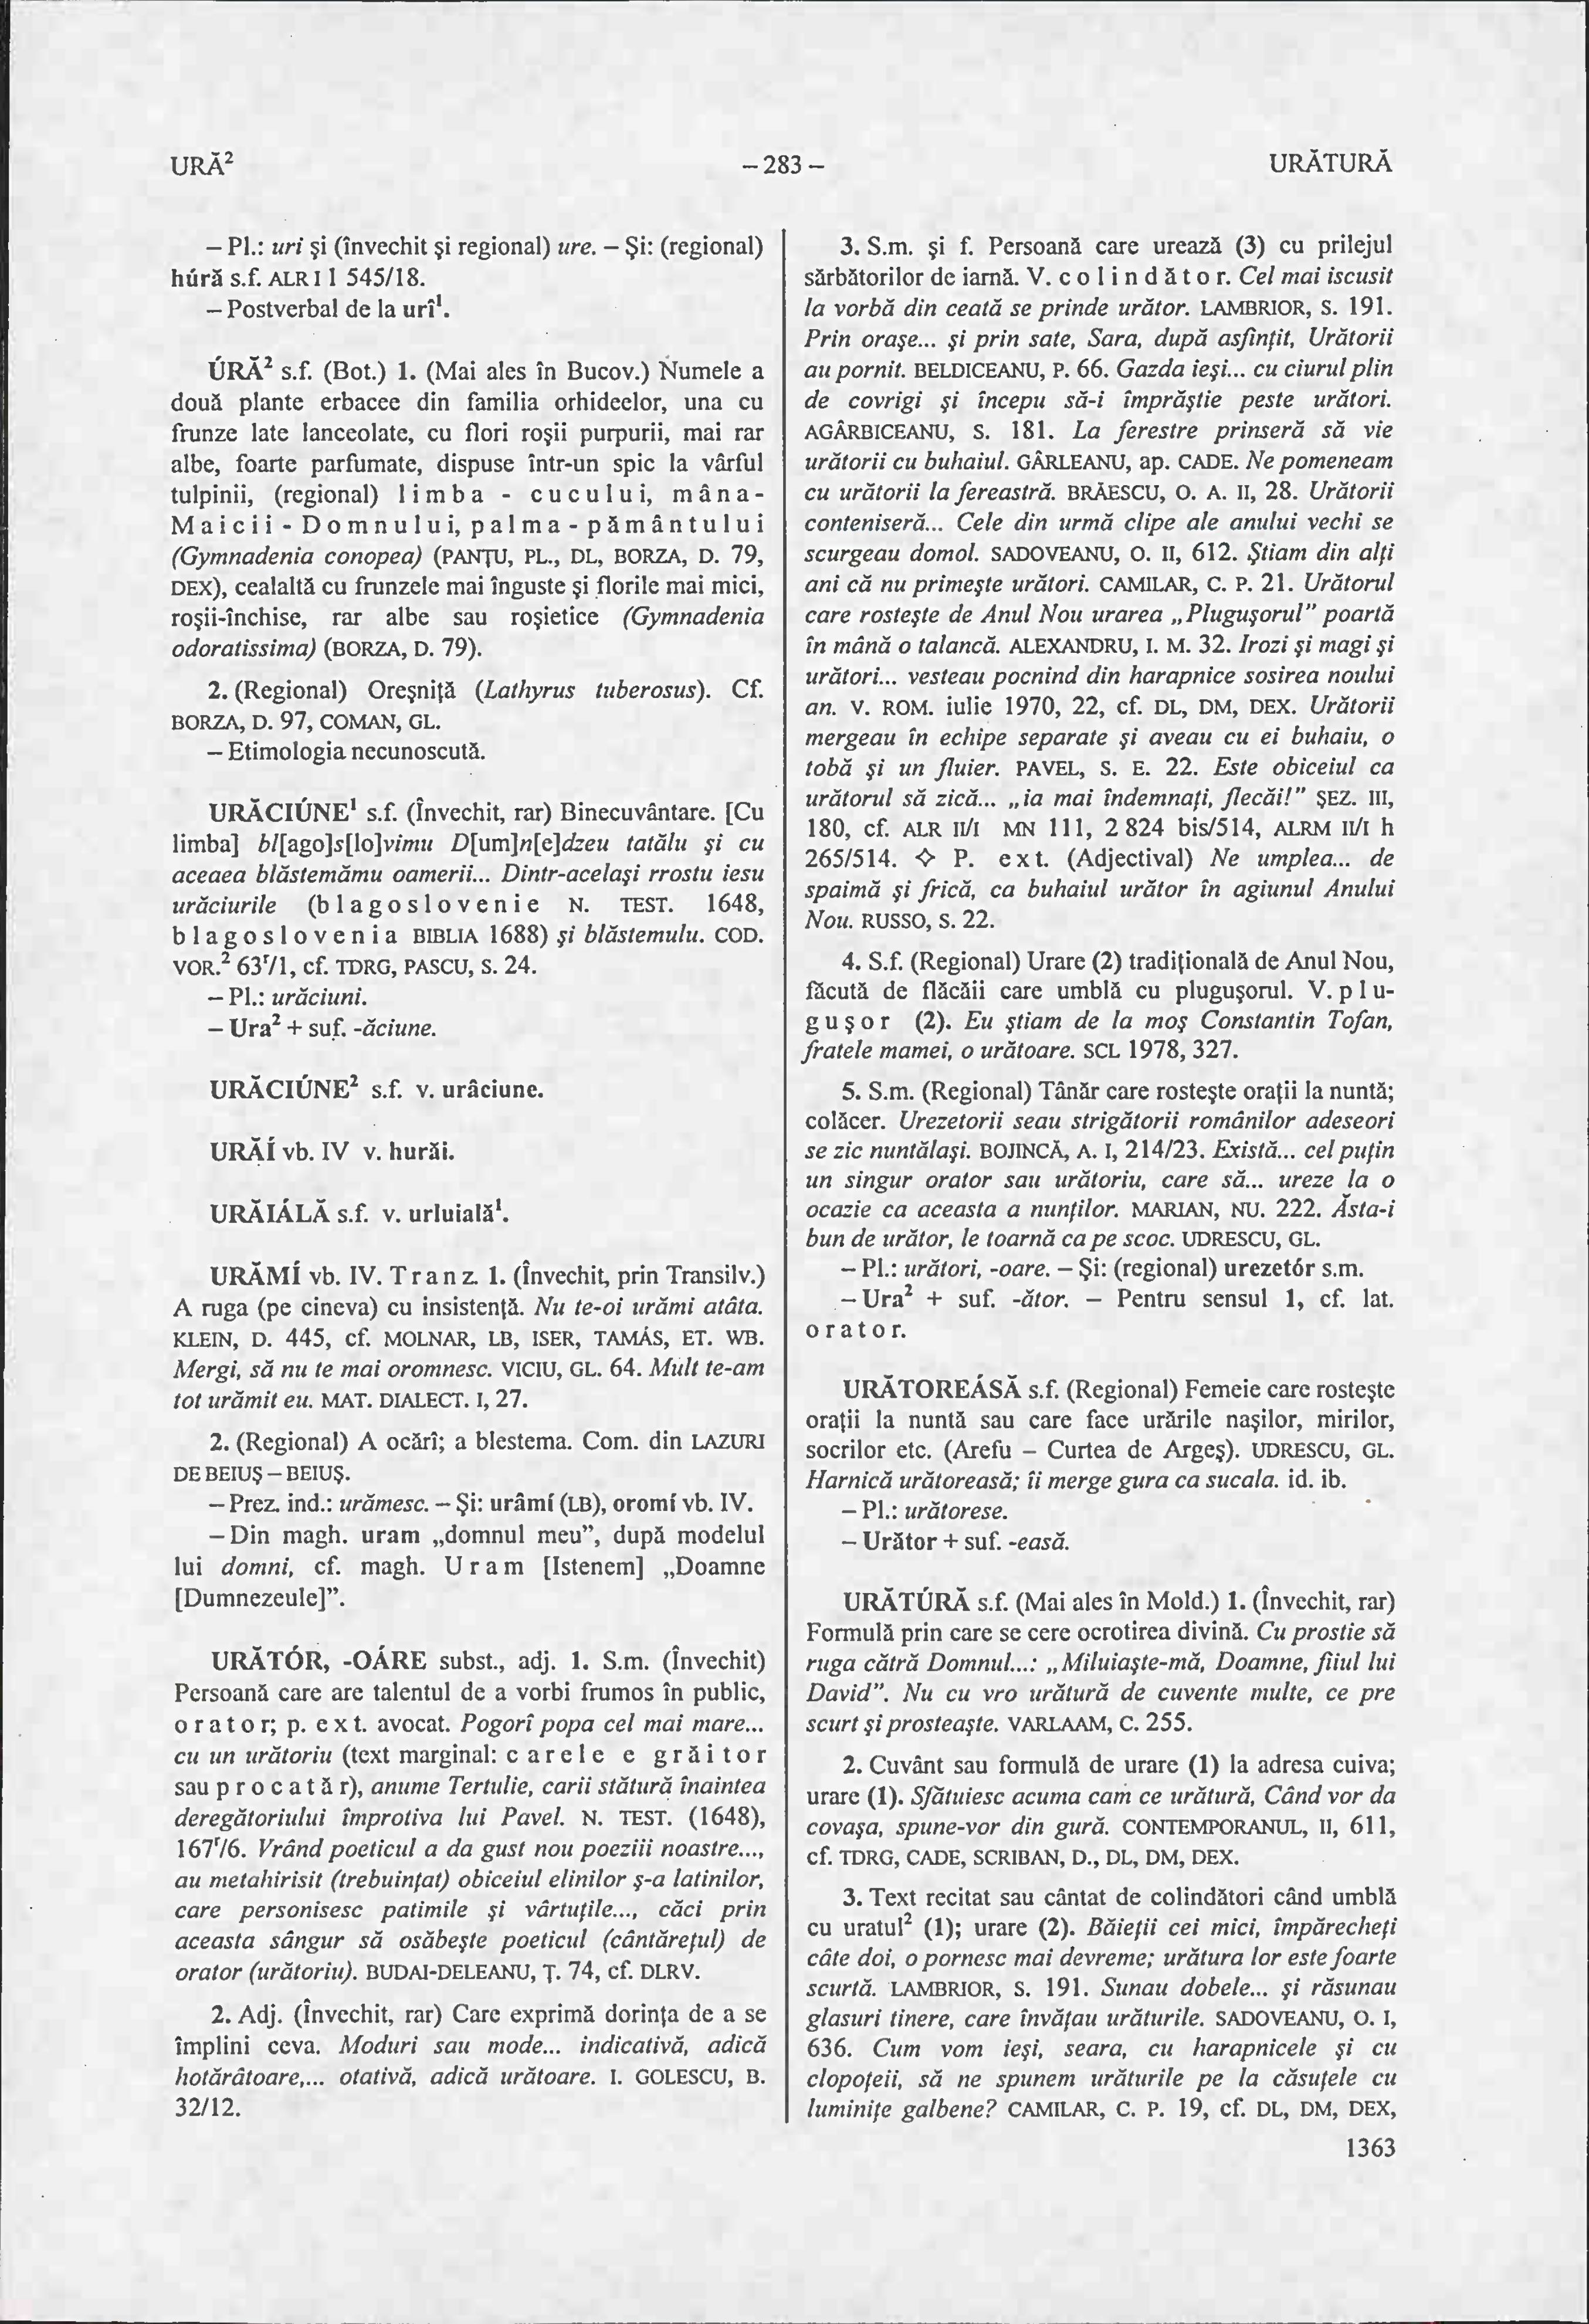 URĂ²
– 283 –
URĂTURĂ
– Pl.: uri şi (învechit şi regional) ure. – Şi: (regional)
húră s.f. ALR I 1 545/18.
– Postverbal de la urî¹.
ÚRĂ² s.f. (Bot.) 1. (Mai ales în Bucov.) Numele a
două plante erbacee din familia orhideelor, una cu
frunze late lanceolate, cu flori roşii purpurii, mai rar
albe, foarte parfumate, dispuse într-un spic la vârful
tulpinii, (regional) limba - cucului, mâna-
Maicii - Domnului, palma - pământului
(Gymnadenia conopea) (PANŢU, PL., DL, BORZA, D. 79,
DEX), cealaltă cu frunzele mai înguste şi florile mai mici,
roşii-închise, rar albe sau roşietice (Gymnadenia
odoratissima) (BORZA, D. 79).
2. (Regional) Oreşniţă (Lathyrus tuberosus). Cf.
BORZA, D. 97, COMAN, GL.
– Etimologia necunoscută.
URĂCIÚNE¹ s.f. (Învechit, rar) Binecuvântare. [Cu
limba] bl[ago]s[lo]vimu D[um]n[e]dzeu tatălu şi cu
aceaea blăstemămu oamerii... Dintr-acelaşi rrostu iesu
urăciurile (blagoslovenie N. TEST. 1648,
blagoslovenia BIBLIA 1688) şi blăstemulu. COD.
VOR.² 63ʳ/1, cf. TDRG, PASCU, S. 24.
– Pl.: urăciuni.
– Ura² + suf. -ăciune.
URĂCIÚNE² s.f. v. urâciune.
URĂÍ vb. IV v. hurăi.
URĂIÁLĂ s.f. v. urluială¹.
URĂMÍ vb. IV. Tranz. 1. (Învechit, prin Transilv.)
A ruga (pe cineva) cu insistenţă. Nu te-oi urămi atâta.
KLEIN, D. 445, cf. MOLNAR, LB, ISER, TAMÁS, ET. WB.
Mergi, să nu te mai oromnesc. VICIU, GL. 64. Mult te-am
tot urămit eu. MAT. DIALECT. I, 27.
2. (Regional) A ocărî; a blestema. Com. din LAZURI
DE BEIUŞ – BEIUŞ.
– Prez. ind.: urămesc. – Şi: urâmí (LB), oromí vb. IV.
– Din magh. uram „domnul meu”, după modelul
lui domni, cf. magh. Uram [Istenem] „Doamne
[Dumnezeule]”.
URĂTÓR, -OÁRE subst., adj. 1. S.m. (Învechit)
Persoană care are talentul de a vorbi frumos în public,
orator; p. ext. avocat. Pogorî popa cel mai mare...
cu un urătoriu (text marginal: carele e grăitor
sau procatăr), anume Tertulie, carii stătură înaintea
deregătoriului împrotiva lui Pavel. N. TEST. (1648),
167ʳ/6. Vrând poeticul a da gust nou poeziii noastre...,
au metahirisit (trebuinţat) obiceiul elinilor ş-a latinilor,
care personisesc patimile şi vârtuţile..., căci prin
aceasta sângur să osăbeşte poeticul (cântăreţul) de
orator (urătoriu). BUDAI-DELEANU, Ţ. 74, cf. DLRV.
2. Adj. (Învechit, rar) Care exprimă dorinţa de a se
împlini ceva. Moduri sau mode... indicativă, adică
hotărâtoare,... otativă, adică urătoare. I. GOLESCU, B.
32/12.
3. S.m. şi f. Persoană care urează (3) cu prilejul
sărbătorilor de iarnă. V. colindător. Cel mai iscusit
la vorbă din ceată se prinde urător. LAMBRIOR, S. 191.
Prin oraşe... şi prin sate, Sara, după asfinţit, Urătorii
au pornit. BELDICEANU, P. 66. Gazda ieşi... cu ciurul plin
de covrigi şi începu să-i împrăştie peste urători.
AGÂRBICEANU, S. 181. La ferestre prinseră să vie
urătorii cu buhaiul. GÂRLEANU, ap. CADE. Ne pomeneam
cu urătorii la fereastră. BRĂESCU, O. A. II, 28. Urătorii
conteniseră... Cele din urmă clipe ale anului vechi se
scurgeau domol. SADOVEANU, O. II, 612. Ştiam din alţi
ani că nu primeşte urători. CAMILAR, C. P. 21. Urătorul
care rosteşte de Anul Nou urarea „Pluguşorul” poartă
în mână o talancă. ALEXANDRU, I. M. 32. Irozi şi magi şi
urători... vesteau pocnind din harapnice sosirea noului
an. V. ROM. iulie 1970, 22, cf. DL, DM, DEX. Urătorii
mergeau în echipe separate şi aveau cu ei buhaiu, o
tobă şi un fluier. PAVEL, S. E. 22. Este obiceiul ca
urătorul să zică... „ia mai îndemnaţi, flecăi!” ŞEZ. III,
180, cf. ALR II/I MN 111, 2 824 bis/514, ALRM II/I h
265/514. ✧ P. ext. (Adjectival) Ne umplea... de
spaimă şi frică, ca buhaiul urător în agiunul Anului
Nou. RUSSO, S. 22.
4. S.f. (Regional) Urare (2) tradiţională de Anul Nou,
făcută de flăcăii care umblă cu pluguşorul. V. plu-
guşor (2). Eu ştiam de la moş Constantin Tofan,
fratele mamei, o urătoare. SCL 1978, 327.
5. S.m. (Regional) Tânăr care rosteşte oraţii la nuntă;
colăcer. Urezetorii seau strigătorii românilor adeseori
se zic nuntălaşi. BOJINCĂ, A. I, 214/23. Există... cel puţin
un singur orator sau urătoriu, care să... ureze la o
ocazie ca aceasta a nunţilor. MARIAN, NU. 222. Ăsta-i
bun de urător, le toarnă ca pe scoc. UDRESCU, GL.
– Pl.: urători, -oare. – Şi: (regional) urezetór s.m.
– Ura² + suf. -ător. – Pentru sensul 1, cf. lat.
orator.
URĂTOREÁSĂ s.f. (Regional) Femeie care rosteşte
oraţii la nuntă sau care face urările naşilor, mirilor,
socrilor etc. (Arefu – Curtea de Argeş). UDRESCU, GL.
Harnică urătoreasă; îi merge gura ca sucala. id. ib.
– Pl.: urătorese.
– Urător + suf. -easă.
URĂTÚRĂ s.f. (Mai ales în Mold.) 1. (Învechit, rar)
Formulă prin care se cere ocrotirea divină. Cu prostie să
ruga cătră Domnul...: „Miluiaşte-mă, Doamne, fiiul lui
David”. Nu cu vro urătură de cuvente multe, ce pre
scurt şi prosteaşte. VARLAAM, C. 255.
2. Cuvânt sau formulă de urare (1) la adresa cuiva;
urare (1). Sfătuiesc acuma cam ce urătură, Când vor da
covaşa, spune-vor din gură. CONTEMPORANUL, II, 611,
cf. TDRG, CADE, SCRIBAN, D., DL, DM, DEX.
3. Text recitat sau cântat de colindători când umblă
cu uratul² (1); urare (2). Băieţii cei mici, împărecheţi
câte doi, o pornesc mai devreme; urătura lor este foarte
scurtă. LAMBRIOR, S. 191. Sunau dobele... şi răsunau
glasuri tinere, care învăţau urăturile. SADOVEANU, O. I,
636. Cum vom ieşi, seara, cu harapnicele şi cu
clopoţeii, să ne spunem urăturile pe la căsuţele cu
luminiţe galbene? CAMILAR, C. P. 19, cf. DL, DM, DEX,
1363